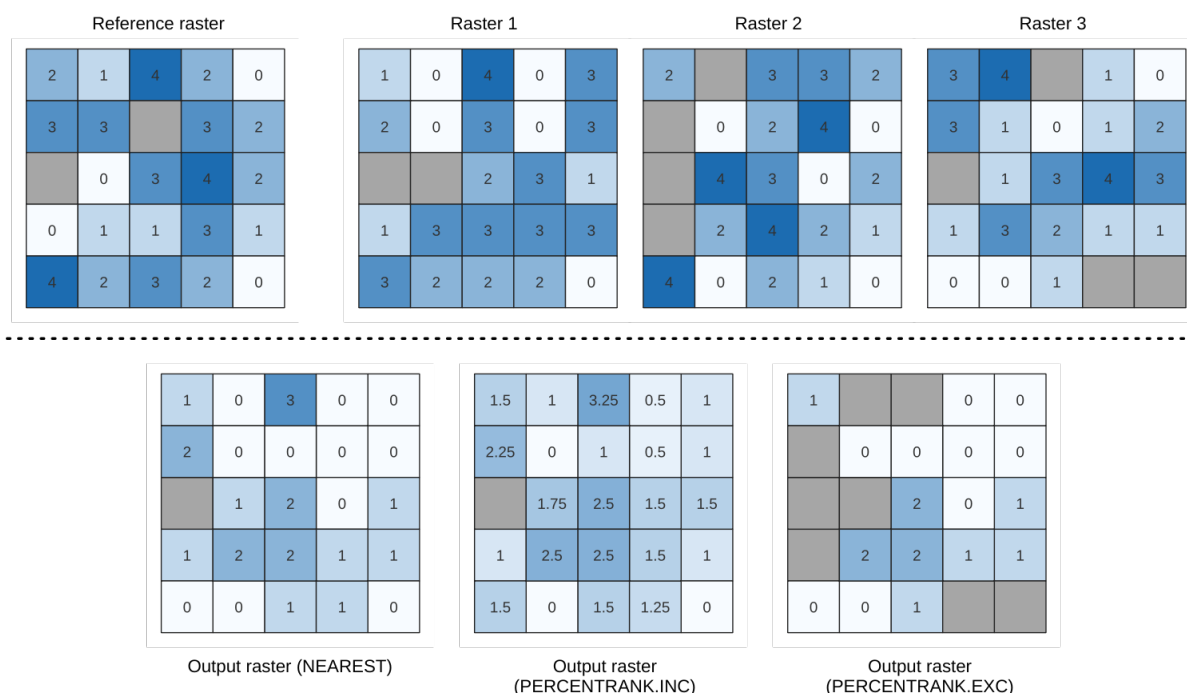 Reference raster Raster 1 Raster 2 Raster 3
2 1 4 2 0 1 0 4 0 3 2 3 3 2 3 4 1 0
3 3 3 2 2 0 3 0 3 0 2 4 0 3 1 0 1 2
0 3 4 2 2 3 1 4 3 0 2 1 3 4 3
0 1 1 3 1 1 3 3 3 3 2 4 2 1 1 3 2 1 1
4 2 3 2 0 3 2 2 2 0 4 0 2 1 0 0 0 1
1 0 3 0 0 1.5 1 3.25 0.5 1 1 0 0
2 0 0 0 0 2.25 0 1 0.5 1 0 0 0 0
1 2 0 1 1.75 2.5 1.5 1.5 2 0 1
1 2 2 1 1 1 2.5 2.5 1.5 1 2 2 1 1
0 0 1 1 0 1.5 0 1.5 1.25 0 0 0 1
Output raster (NEAREST) Output raster Output raster
(PERCENTRANK.INC) (PERCENTRANK.EXC)